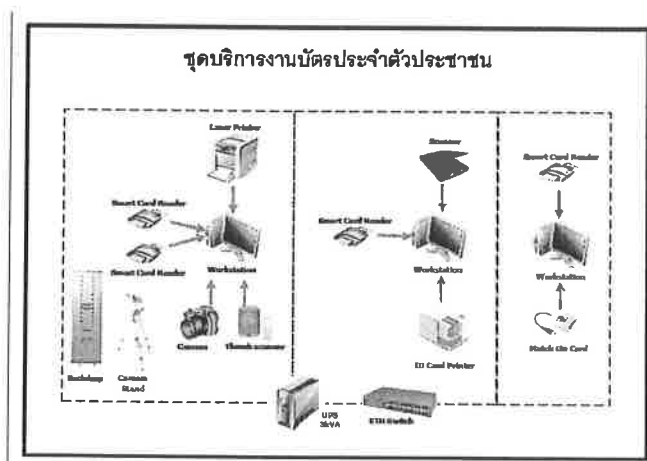 ชุดบริการงานบัตรประจำตัวประชาชน
Laser Printer
Smart Card Reader
Smart Card Reader
Workstation
Camera
Thumb scanner
Backdrop
Camera
Stand
Scanner
Smart Card Reader
Workstation
ID Card Printer
Smart Card Reader
Workstation
Match On Card
UPS
3kVA
ETH Switch